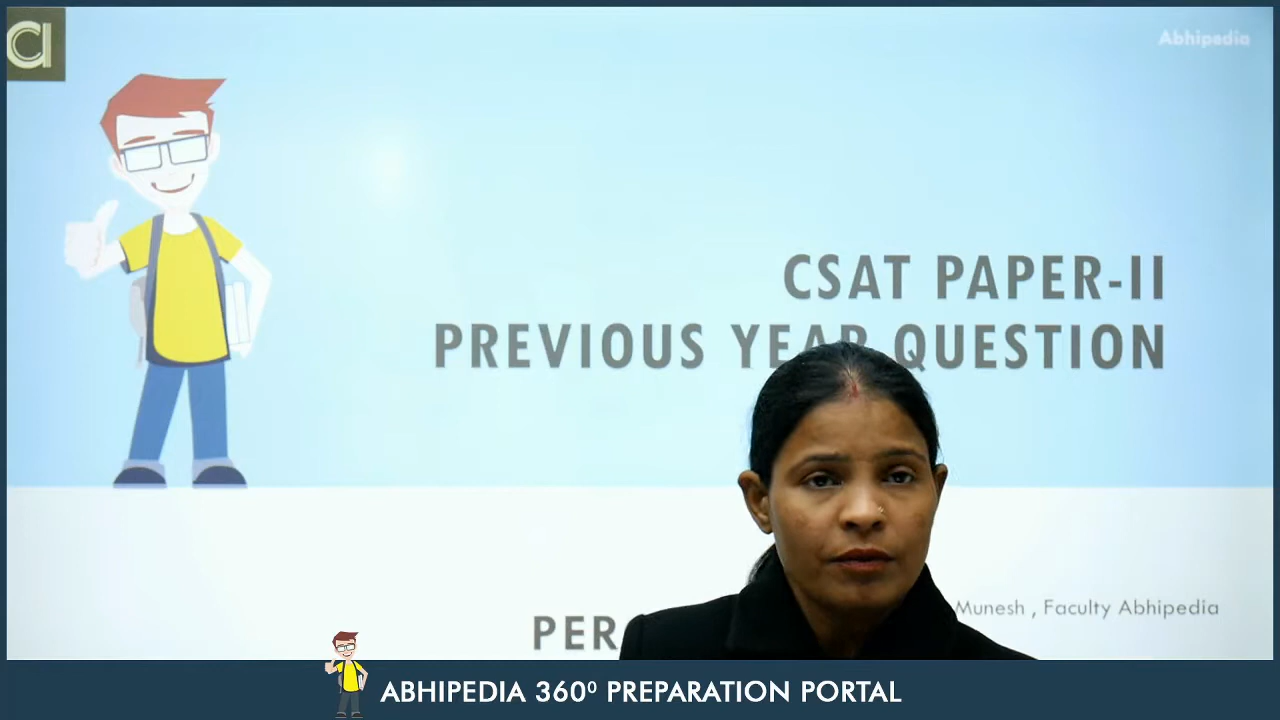 Abhipedia
CSAT PAPER-II
PREVIOUS YEAR QUESTION
Munesh , Faculty Abhipedia
PER
ABHIPEDIA 360⁰ PREPARATION PORTAL